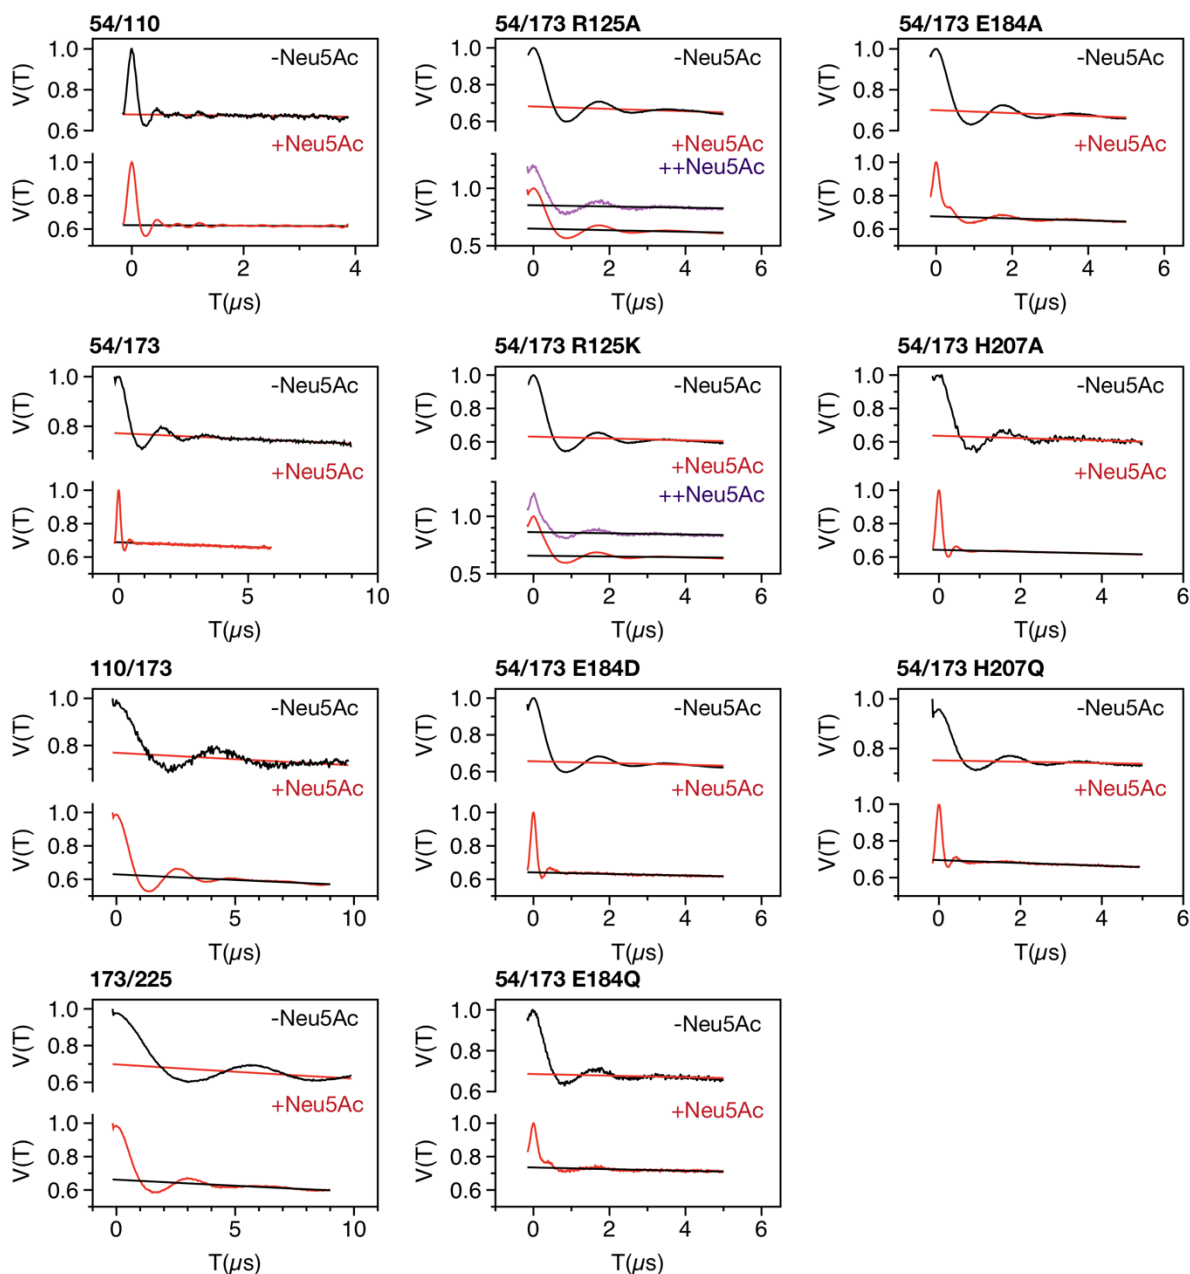 54/110
-Neu5Ac
V(T)
1.0
0.8
0.6
+Neu5Ac
V(T)
1.0
0.8
0.6
0 2 4
T(µs)
54/173 R125A
-Neu5Ac
V(T)
1.0
0.8
0.6
+Neu5Ac
++Neu5Ac
V(T)
1.0
0.5
0 2 4 6
T(µs)
54/173 E184A
-Neu5Ac
V(T)
1.0
0.8
0.6
+Neu5Ac
V(T)
1.0
0.8
0.6
0 2 4 6
T(µs)
54/173
-Neu5Ac
V(T)
1.0
0.8
+Neu5Ac
V(T)
1.0
0.8
0.6
0 5 10
T(µs)
54/173 R125K
-Neu5Ac
V(T)
1.0
0.8
0.6
+Neu5Ac
++Neu5Ac
V(T)
1.0
0.5
0 2 4 6
T(µs)
54/173 H207A
-Neu5Ac
V(T)
1.0
0.8
0.6
+Neu5Ac
V(T)
1.0
0.8
0.6
0 2 4 6
T(µs)
110/173
-Neu5Ac
V(T)
1.0
0.8
+Neu5Ac
V(T)
1.0
0.8
0.6
0 5 10
T(µs)
54/173 E184D
-Neu5Ac
V(T)
1.0
0.8
0.6
+Neu5Ac
V(T)
1.0
0.8
0.6
0 2 4 6
T(µs)
54/173 H207Q
-Neu5Ac
V(T)
1.0
0.8
+Neu5Ac
V(T)
1.0
0.8
0.6
0 2 4 6
T(µs)
173/225
-Neu5Ac
V(T)
1.0
0.8
0.6
+Neu5Ac
V(T)
1.0
0.8
0.6
0 5 10
T(µs)
54/173 E184Q
-Neu5Ac
V(T)
1.0
0.8
0.6
+Neu5Ac
V(T)
1.0
0.8
0.6
0 2 4 6
T(µs)